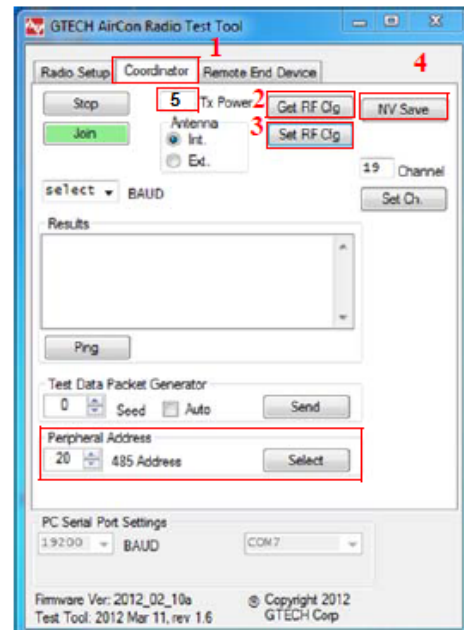 GTECH AirCon Radio Test Tool
1
4
Radio Setup Coordinator Remote End Device
Stop 5 Tx Power 2 Get RF Cfg NV Save
Join Antenna 3 Set RF Cfg
Int.
Ext.
19 Channel
select BAUD Set Ch.
Results
Ping
Test Data Packet Generator
0 Seed Auto Send
Perpheral Address
20 485 Address Select
PC Serial Port Settings
19200 BAUD COM7
Firmware Ver: 2012_02_10a © Copyright 2012
Test Tool: 2012 Mar 11, rev 1.6 GTECH Corp